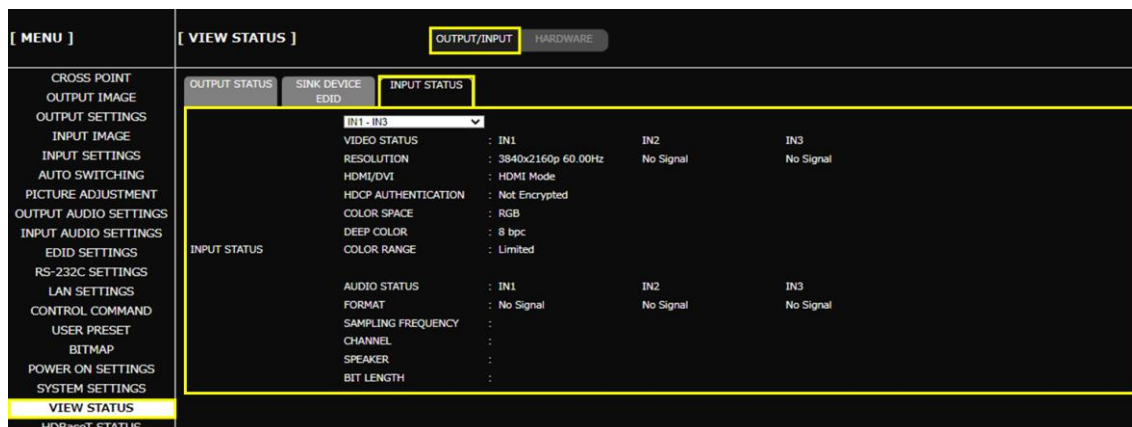 [ MENU ]
[ VIEW STATUS ]
OUTPUT/INPUT
HARDWARE
CROSS POINT
OUTPUT IMAGE
OUTPUT SETTINGS
INPUT IMAGE
INPUT SETTINGS
AUTO SWITCHING
PICTURE ADJUSTMENT
OUTPUT AUDIO SETTINGS
INPUT AUDIO SETTINGS
EDID SETTINGS
RS-232C SETTINGS
LAN SETTINGS
CONTROL COMMAND
USER PRESET
BITMAP
POWER ON SETTINGS
SYSTEM SETTINGS
VIEW STATUS
HDBaseT STATUS
OUTPUT STATUS
SINK DEVICE
EDID
INPUT STATUS
INPUT STATUS
IN1 - IN3
VIDEO STATUS : IN1 IN2 IN3
RESOLUTION : 3840x2160p 60.00Hz No Signal No Signal
HDMI/DVI : HDMI Mode
HDCP AUTHENTICATION : Not Encrypted
COLOR SPACE : RGB
DEEP COLOR : 8 bpc
COLOR RANGE : Limited
AUDIO STATUS : IN1 IN2 IN3
FORMAT : No Signal No Signal No Signal
SAMPLING FREQUENCY :
CHANNEL :
SPEAKER :
BIT LENGTH :